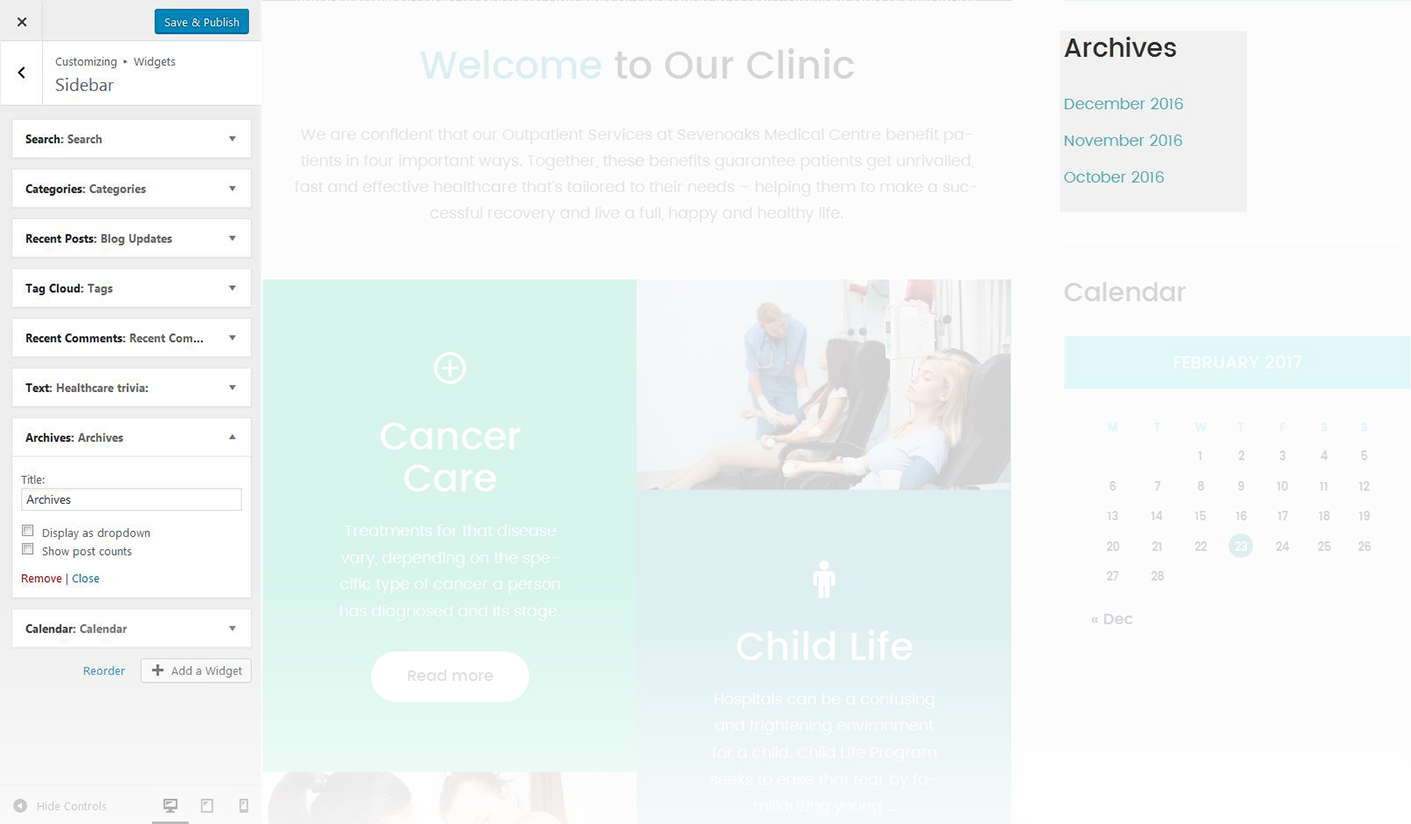 Save & Publish
Customizing ▸ Widgets
Sidebar
Search: Search
Categories: Categories
Recent Posts: Blog Updates
Tag Cloud: Tags
Recent Comments: Recent Com...
Text: Healthcare trivia:
Archives: Archives
Title:
Archives
Display as dropdown
Show post counts
Remove | Close
Calendar: Calendar
Reorder
Add a Widget
Hide Controls
Welcome to Our Clinic
We are confident that our Outpatient Services at Sevenoaks Medical Centre benefit pa-
tients in four important ways. Together, these benefits guarantee patients get unrivalled,
fast and effective healthcare that's tailored to their needs – helping them to make a suc-
cessful recovery and live a full, happy and healthy life.
Cancer
Care
Treatments for that disease
vary, depending on the spe-
cific type of cancer a person
has diagnosed and its stage.
Read more
Child Life
Hospitals can be a confusing
and frightening environment
for a child. Child Life Program
seeks to ease that fear by fa-
miliarizing young ...
Archives
December 2016
November 2016
October 2016
Calendar
FEBRUARY 2017
M T W T F S S
1 2 3 4 5
6 7 8 9 10 11 12
13 14 15 16 17 18 19
20 21 22 23 24 25 26
27 28
« Dec